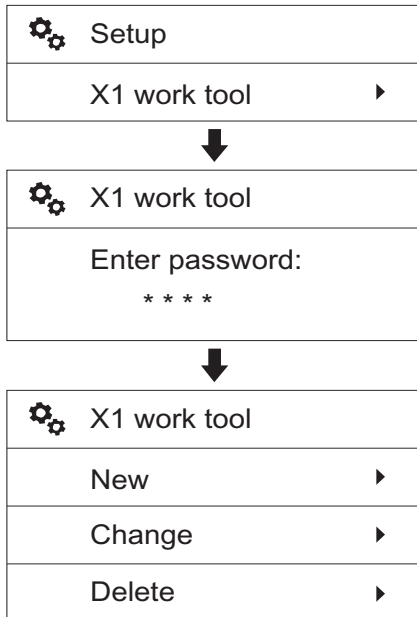 Setup
X1 work tool
X1 work tool
Enter password:
* * * *
X1 work tool
New
Change
Delete